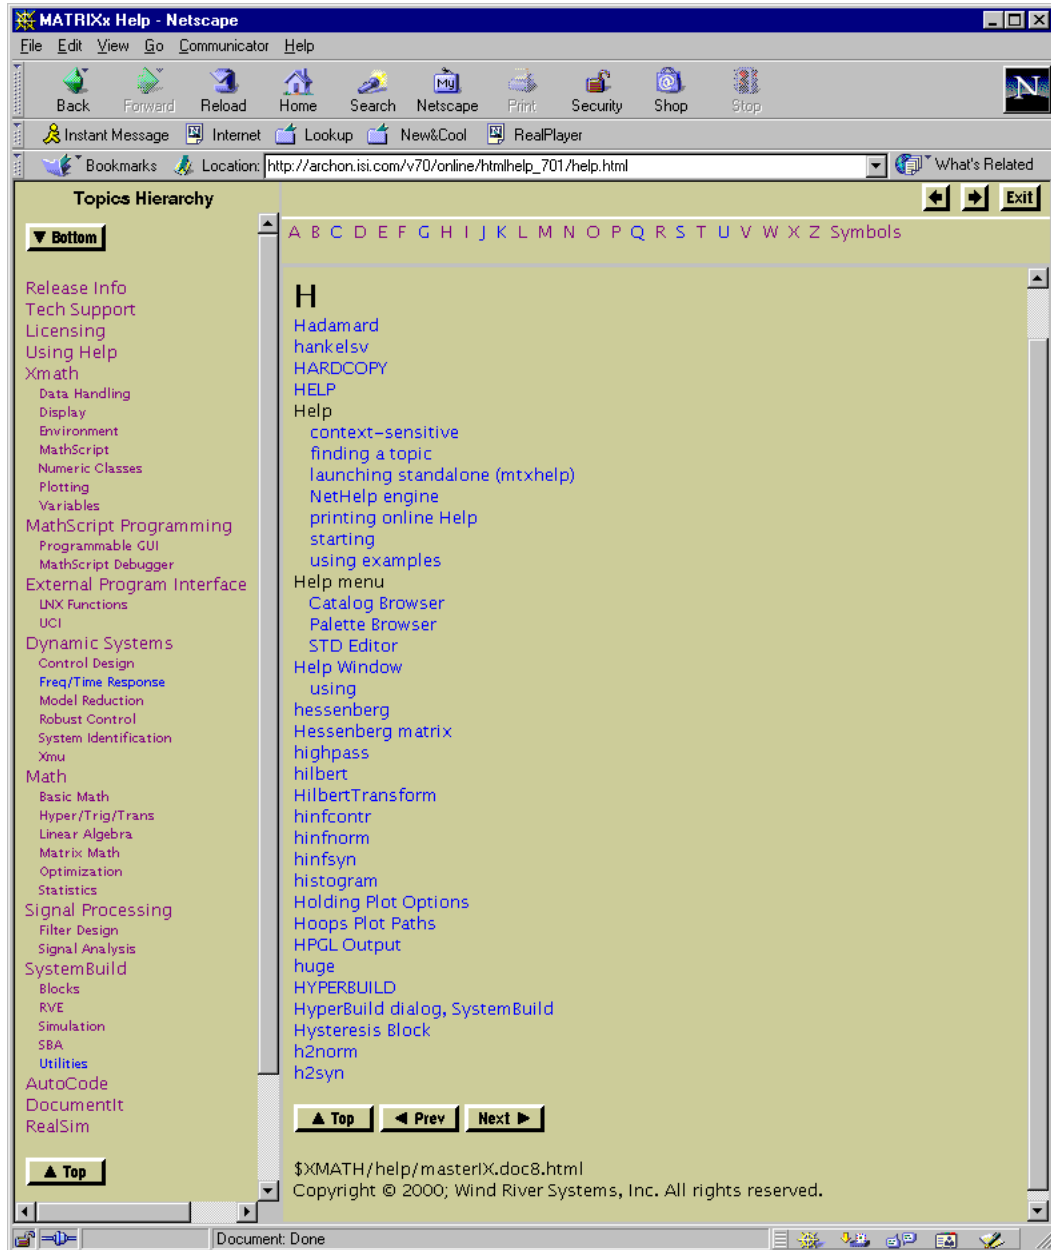 MATRIXx Help - Netscape
File Edit View Go Communicator Help
My
N
Back Forward Reload Home Search Netscape Print Security Shop Stop
Instant Message Internet Lookup New&Cool RealPlayer
Bookmarks Location: http://archon.isi.com/v70/online/htmlhelp_701/help.html What's Related
Topics Hierarchy
Exit
▼ Bottom
A B C D E F G H I J K L M N O P Q R S T U V W X Z Symbols
Release Info
Tech Support
Licensing
Using Help
Xmath
Data Handling
Display
Environment
MathScript
Numeric Classes
Plotting
Variables
MathScript Programming
Programmable GUI
MathScript Debugger
External Program Interface
LNX Functions
UCI
Dynamic Systems
Control Design
Freq/Time Response
Model Reduction
Robust Control
System Identification
Xmu
Math
Basic Math
Hyper/Trig/Trans
Linear Algebra
Matrix Math
Optimization
Statistics
Signal Processing
Filter Design
Signal Analysis
SystemBuild
Blocks
RVE
Simulation
SBA
Utilities
AutoCode
DocumentIt
RealSim
▲ Top
H
Hadamard
hankelsv
HARDCOPY
HELP
Help
context-sensitive
finding a topic
launching standalone (mtxhelp)
NetHelp engine
printing online Help
starting
using examples
Help menu
Catalog Browser
Palette Browser
STD Editor
Help Window
using
hessenberg
Hessenberg matrix
highpass
hilbert
HilbertTransform
hinfcontr
hinfnorm
hinfsyn
histogram
Holding Plot Options
Hoops Plot Paths
HPGL Output
huge
HYPERBUILD
HyperBuild dialog, SystemBuild
Hysteresis Block
h2norm
h2syn
▲ Top ◀ Prev Next ▶
$XMATH/help/masterIX.doc8.html
Copyright © 2000; Wind River Systems, Inc. All rights reserved.
Document: Done